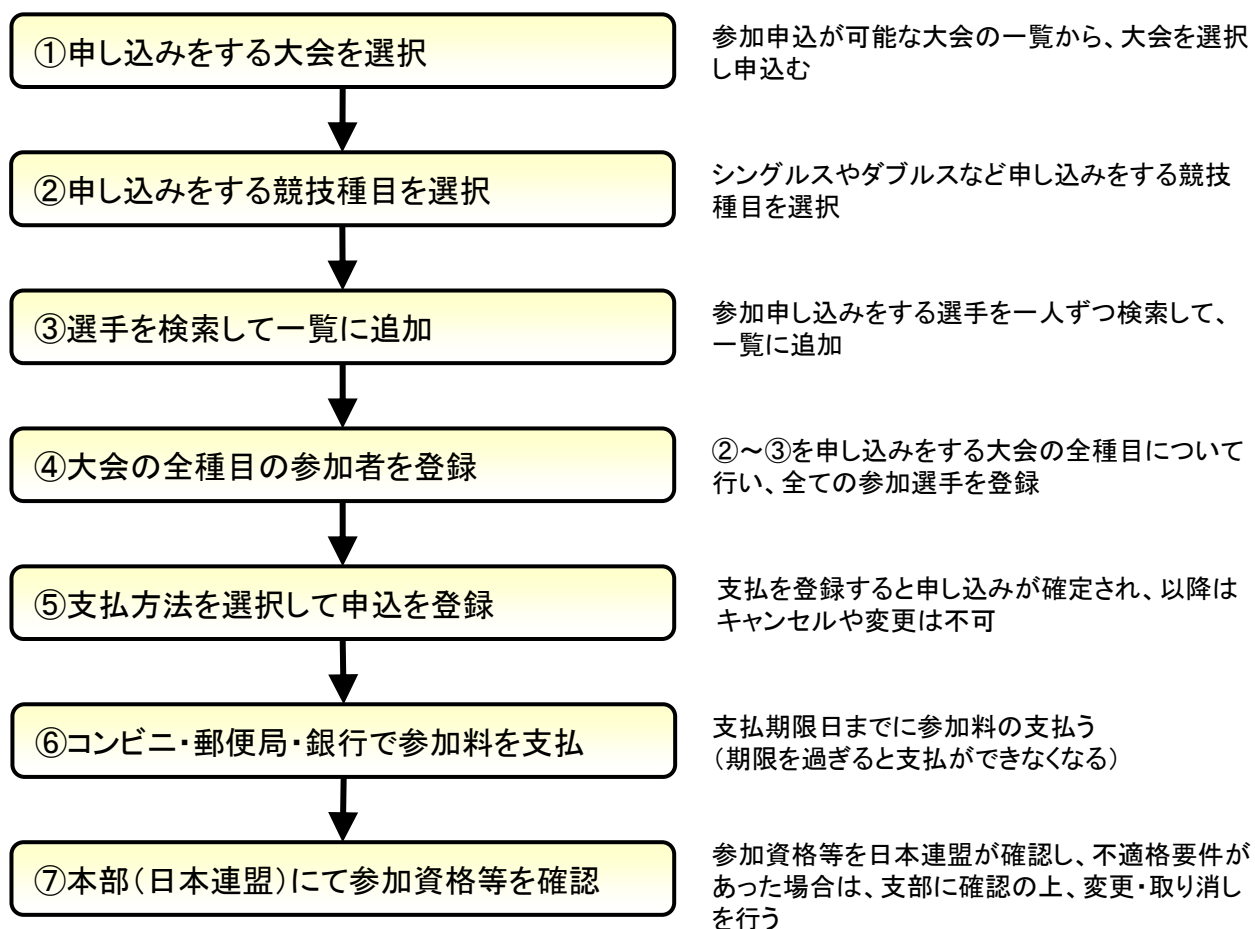 ①申し込みをする大会を選択
参加申込が可能な大会の一覧から、大会を選択
し申込む
②申し込みをする競技種目を選択
シングルスやダブルスなど申し込みをする競技
種目を選択
③選手を検索して一覧に追加
参加申し込みをする選手を一人ずつ検索して、
一覧に追加
④大会の全種目の参加者を登録
②～③を申し込みをする大会の全種目について
行い、全ての参加選手を登録
⑤支払方法を選択して申込を登録
支払を登録すると申し込みが確定され、以降は
キャンセルや変更は不可
⑥コンビニ・郵便局・銀行で参加料を支払
支払期限日までに参加料の支払う
（期限を過ぎると支払ができなくなる）
⑦本部（日本連盟）にて参加資格等を確認
参加資格等を日本連盟が確認し、不適格要件が
あった場合は、支部に確認の上、変更・取り消し
を行う